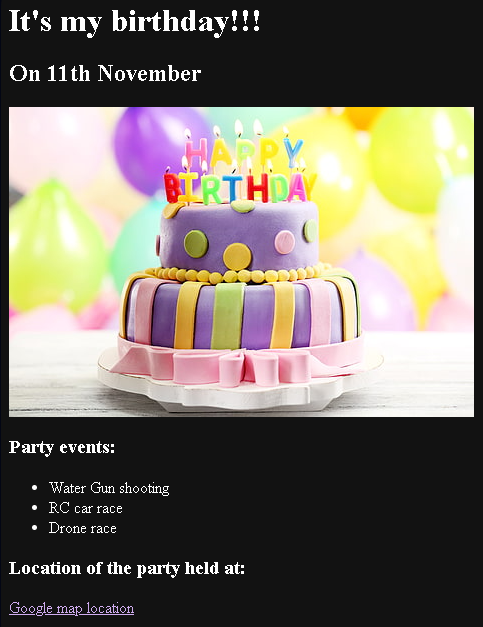 It's my birthday!!!
On 11th November
HAPPY
BIRTHDAY
Party events:
Water Gun shooting
RC car race
Drone race
Location of the party held at:
Google map location